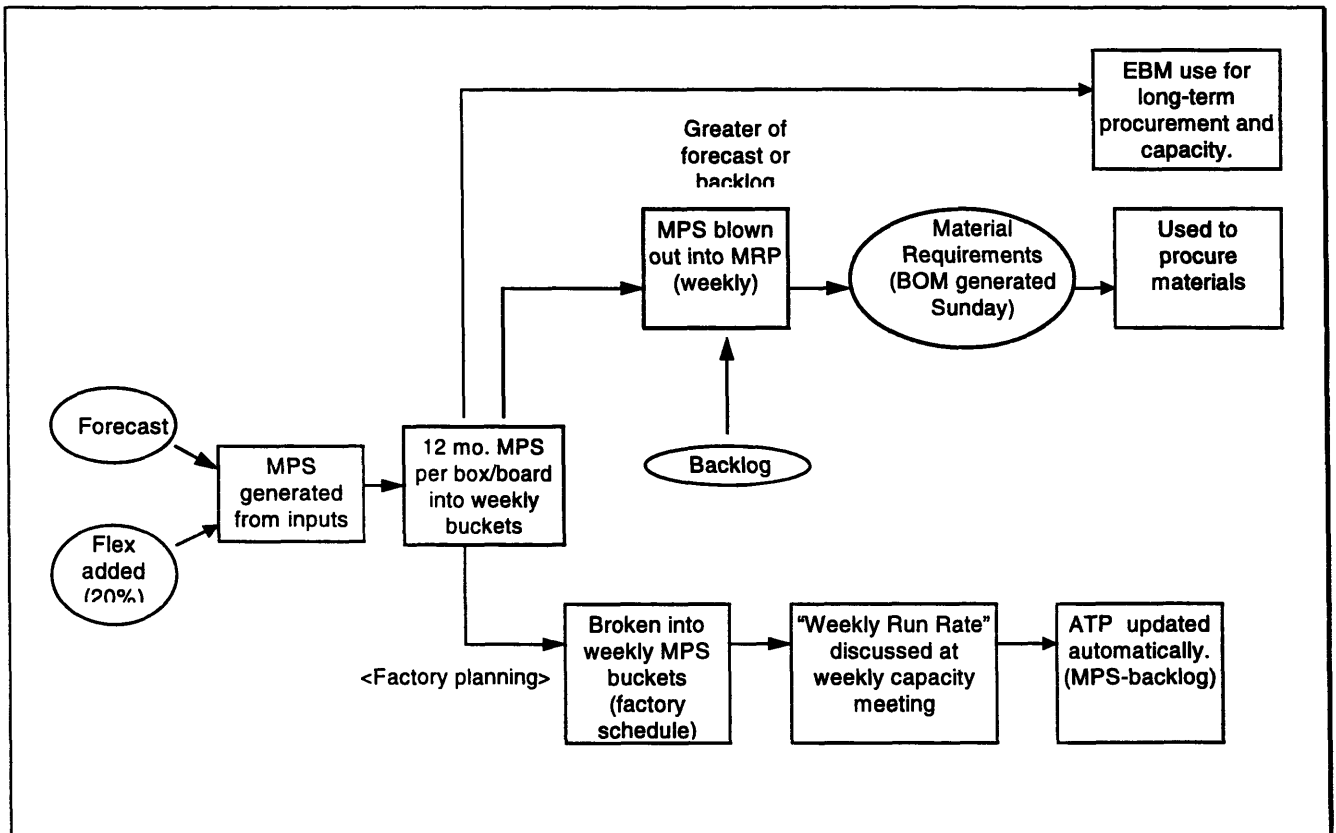 EBM use for
long-term
procurement and
capacity.
Greater of
forecast or
backlog
MPS blown
out into MRP
(weekly)
Material
Requirements
(BOM generated
Sunday)
Used to
procure
materials
Forecast
MPS
generated
from inputs
12 mo. MPS
per box/board
into weekly
buckets
Backlog
Flex
added
(20%)
<Factory planning>
Broken into
weekly MPS
buckets
(factory
schedule)
"Weekly Run Rate"
discussed at
weekly capacity
meeting
ATP updated
automatically.
(MPS-backlog)